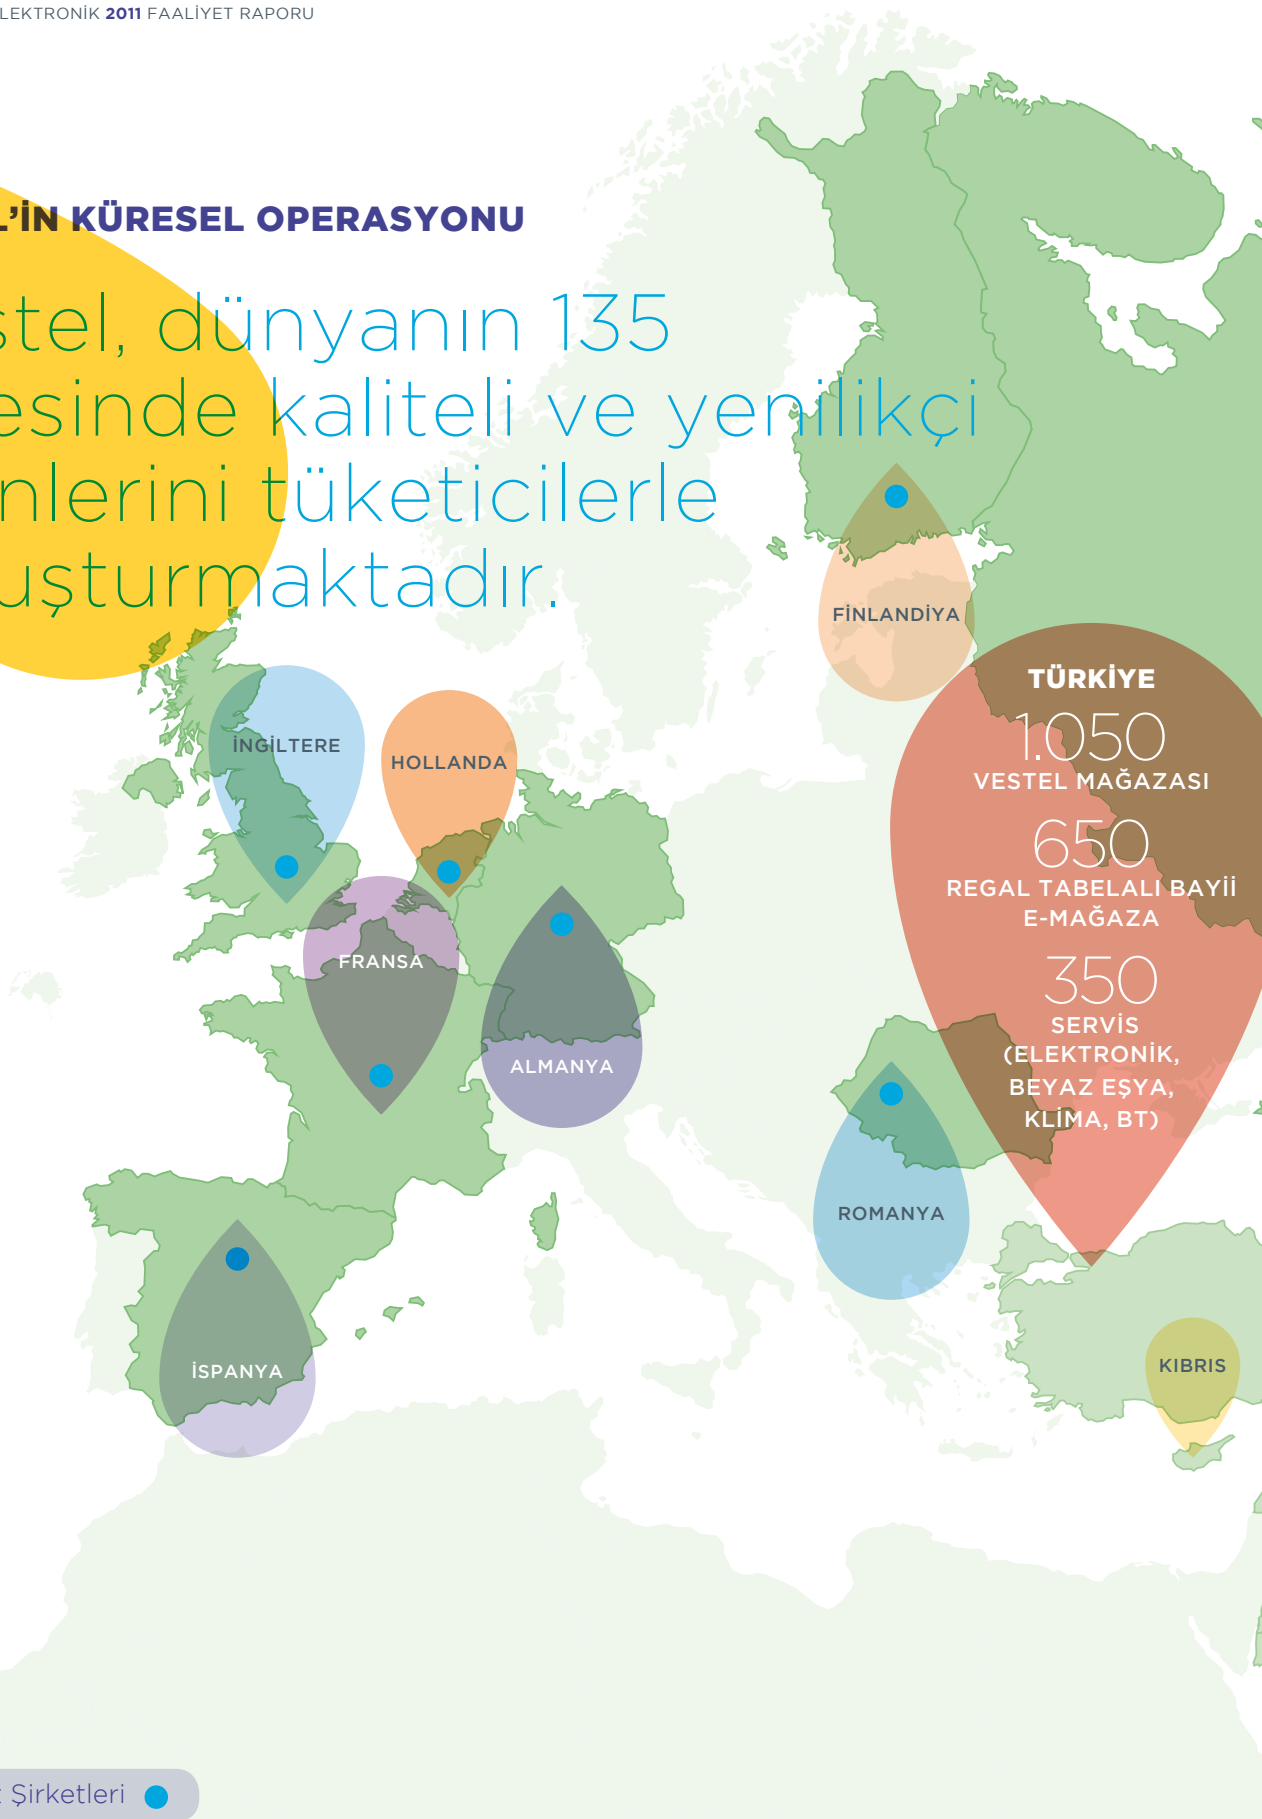 LEKTRONİK 2011 FAALİYET RAPORU
L’İN KÜRESEL OPERASYONU
stel, dünyanın 135
esinde kaliteli ve yenilikçi
nlerini tüketicilerle
uşturmaktadır.
FİNLANDİYA
TÜRKİYE
1.050
VESTEL MAĞAZASI
650
REGAL TABELALI BAYİİ
E-MAĞAZA
350
SERVİS
(ELEKTRONİK,
BEYAZ EŞYA,
KLİMA, BT)
İNGİLTERE
HOLLANDA
FRANSA
ALMANYA
ROMANYA
İSPANYA
KIBRIS
Şirketleri